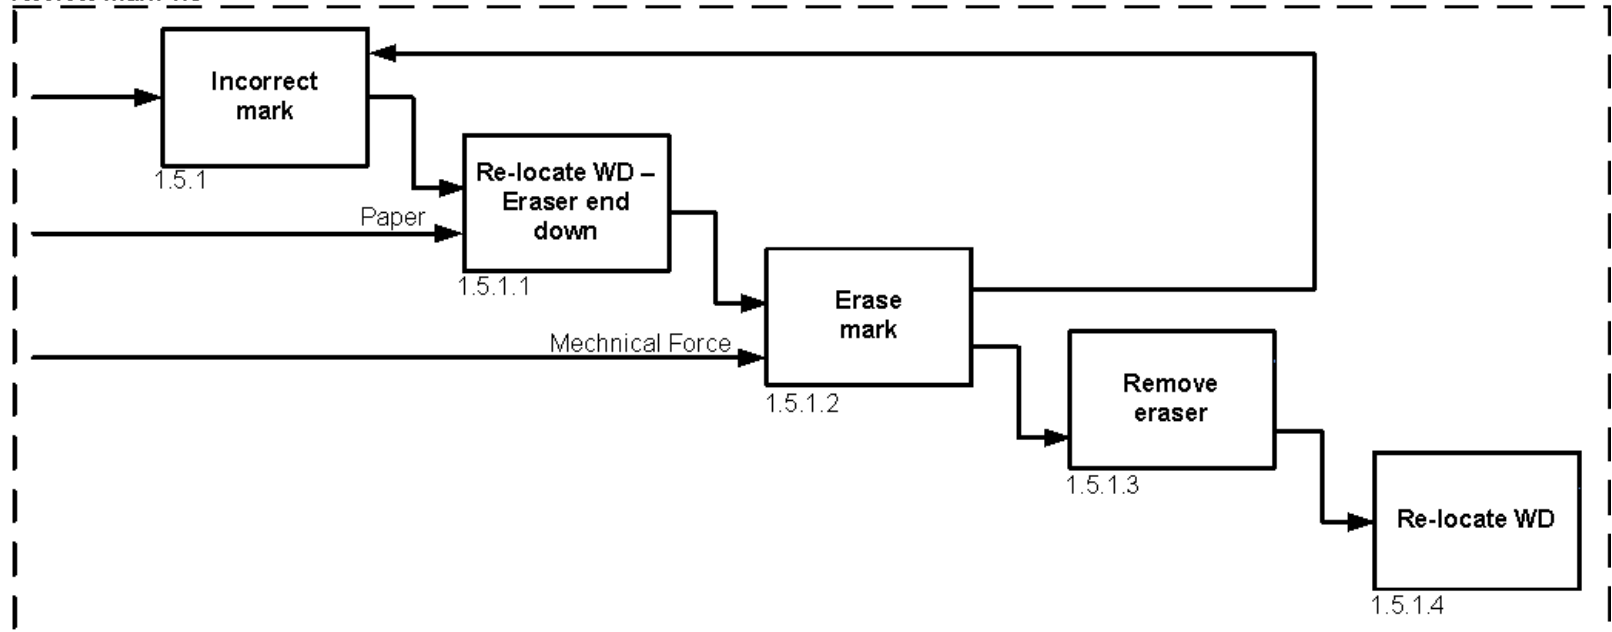 Incorrect
mark
1.5.1
Re-locate WD –
Eraser end
down
Paper
1.5.1.1
Erase
mark
Mechnical Force
1.5.1.2
Remove
eraser
1.5.1.3
Re-locate WD
1.5.1.4